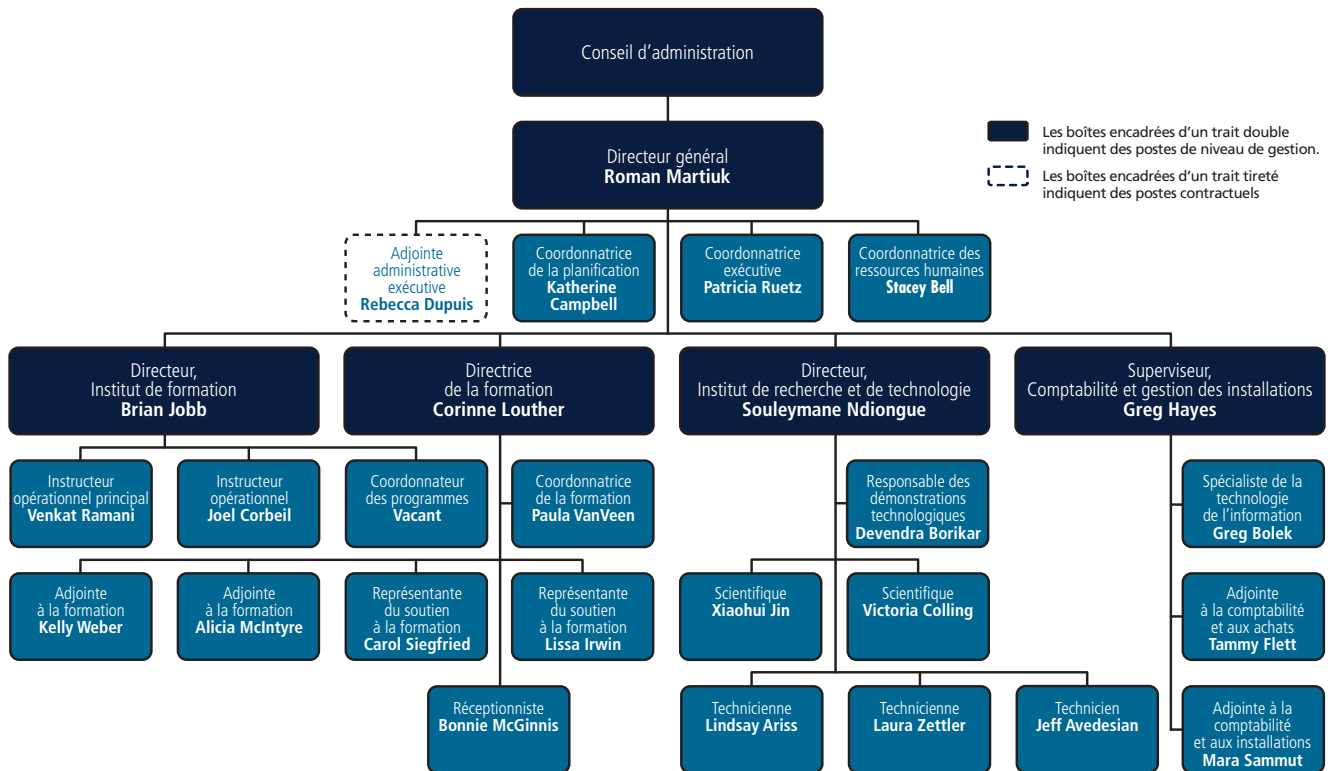 Conseil d'administration
Directeur général
Roman Martiuk
Les boîtes encadrées d'un trait double
indiquent des postes de niveau de gestion.
Les boîtes encadrées d'un trait tireté
indiquent des postes contractuels
Adjointe
administrative
exécutive
Rebecca Dupuis
Coordonnatrice
de la planification
Katherine
Campbell
Coordonnatrice
exécutive
Patricia Ruetz
Coordonnatrice des
ressources humaines
Stacey Bell
Directeur,
Institut de formation
Brian Jobb
Directrice
de la formation
Corinne Louther
Directeur,
Institut de recherche et de technologie
Souleymane Ndiongue
Superviseur,
Comptabilité et gestion des installations
Greg Hayes
Instructeur
opérationnel principal
Venkat Ramani
Instructeur
opérationnel
Joel Corbeil
Coordonnateur
des programmes
Vacant
Coordonnatrice
de la formation
Paula VanVeen
Responsable des
démonstrations
technologiques
Devendra Borikar
Spécialiste de la
technologie
de l'information
Greg Bolek
Adjointe
à la formation
Kelly Weber
Adjointe
à la formation
Alicia McIntyre
Représentante
du soutien
à la formation
Carol Siegfried
Représentante
du soutien
à la formation
Lissa Irwin
Scientifique
Xiaohui Jin
Scientifique
Victoria Colling
Adjointe
à la comptabilité
et aux achats
Tammy Flett
Réceptionniste
Bonnie McGinnis
Technicienne
Lindsay Ariss
Technicienne
Laura Zettler
Technicien
Jeff Avedesian
Adjointe à la
comptabilité
et aux installations
Mara Sammut